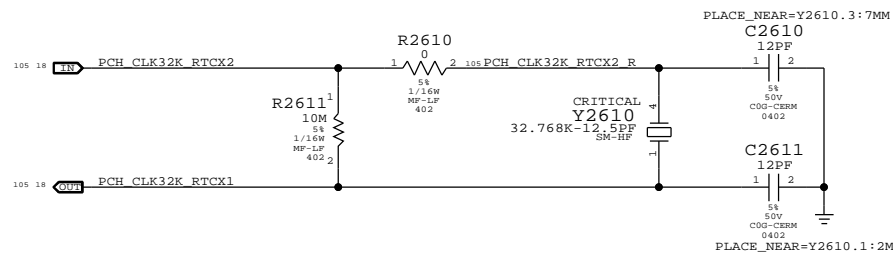 PLACE_NEAR=Y2610.3:7MM
C2610
12PF
1 2
5%
50V
C0G-CERM
0402
R2610
0
1 2
5%
1/16W
MF-LF
402
105 18 IN PCH_CLK32K_RTCX2
105 PCH_CLK32K_RTCX2_R
R2611
10M
5%
1/16W
MF-LF
402
1
2
CRITICAL
Y2610
32.768K-12.5PF
SM-HF
4
1
C2611
12PF
1 2
5%
50V
C0G-CERM
0402
105 18 OUT PCH_CLK32K_RTCX1
PLACE_NEAR=Y2610.1:2M